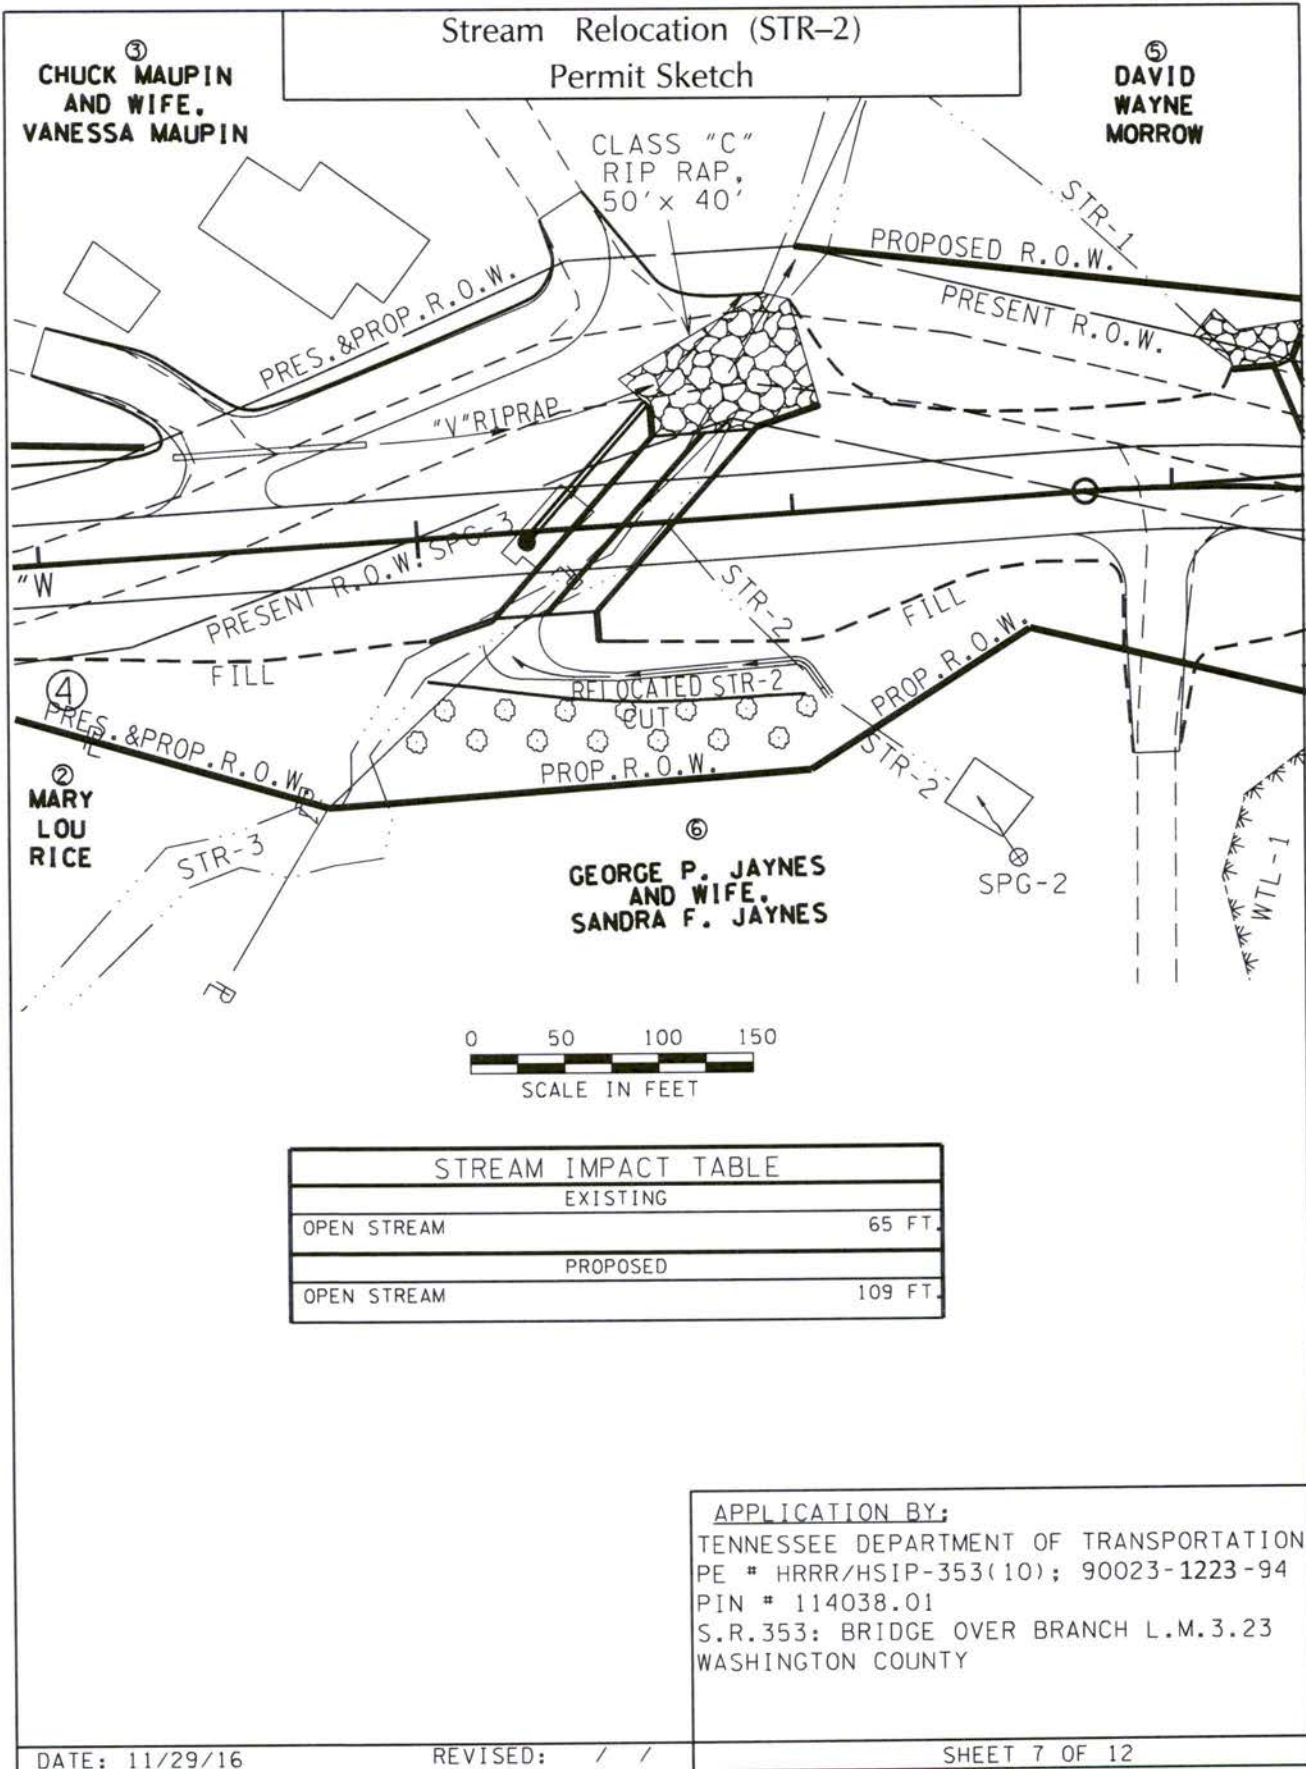 Stream Relocation (STR-2)
Permit Sketch
③
CHUCK MAUPIN
AND WIFE,
VANESSA MAUPIN
⑤
DAVID
WAYNE
MORROW
CLASS "C"
RIP RAP,
50'x 40'
STR-1
PROPOSED R.O.W.
PRESENT R.O.W.
PRES.&PROP.R.O.W.
"V"RIPRAP
SPG-3
PRESENT R.O.W.
"W
STR-2
FILL
FILL
PROP.R.O.W.
RELOCATED STR-2
CUT
④
PRES.&PROP.R.O.W.
PROP.R.O.W.
STR-2
②
MARY
LOU
RICE
STR-3
⑥
GEORGE P. JAYNES
AND WIFE,
SANDRA F. JAYNES
SPG-2
WTL-1
0 50 100 150
SCALE IN FEET
STREAM IMPACT TABLE
EXISTING
OPEN STREAM 65 FT.
PROPOSED
OPEN STREAM 109 FT.
APPLICATION BY:
TENNESSEE DEPARTMENT OF TRANSPORTATION
PE # HRRR/HSIP-353(10); 90023-1223-94
PIN # 114038.01
S.R.353: BRIDGE OVER BRANCH L.M.3.23
WASHINGTON COUNTY
DATE: 11/29/16
REVISED: / /
SHEET 7 OF 12